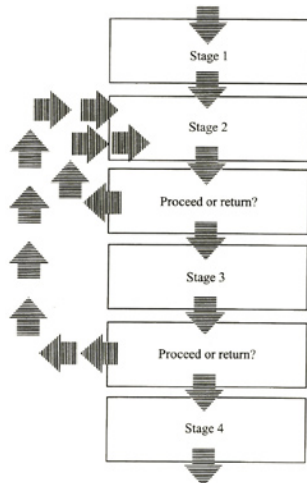 Stage 1
Stage 2
Proceed or return?
Stage 3
Proceed or return?
Stage 4